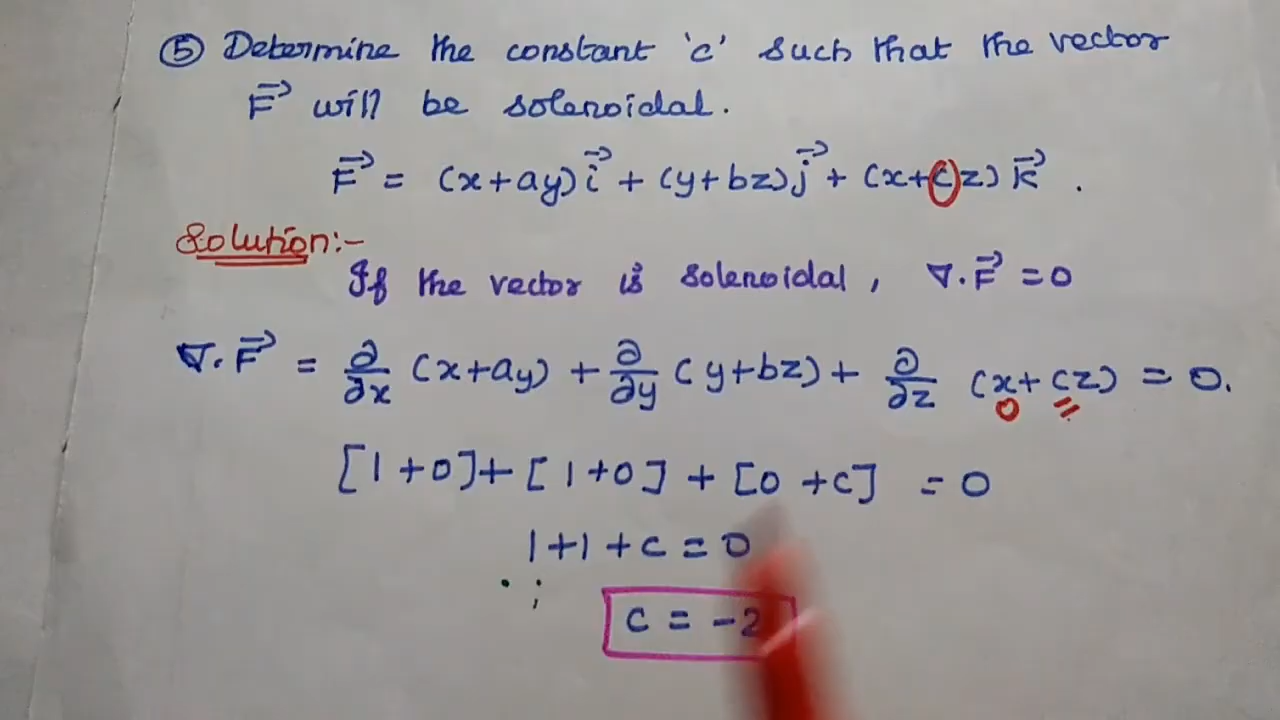 ⑤ Determine the constant 'c' such that the vector
F⃗ will be solenoidal.
F⃗ = (x+ay)i⃗ + (y+bz)j⃗ + (x+cz)k⃗ .
Solution:-
If the vector is solenoidal, ∇.F⃗ = 0
∇.F⃗ = ∂/∂x (x+ay) + ∂/∂y (y+bz) + ∂/∂z (x+cz) = 0.
0 =
[1+0]+[1+0] + [0+c] = 0
1+1+c = 0
c = -2